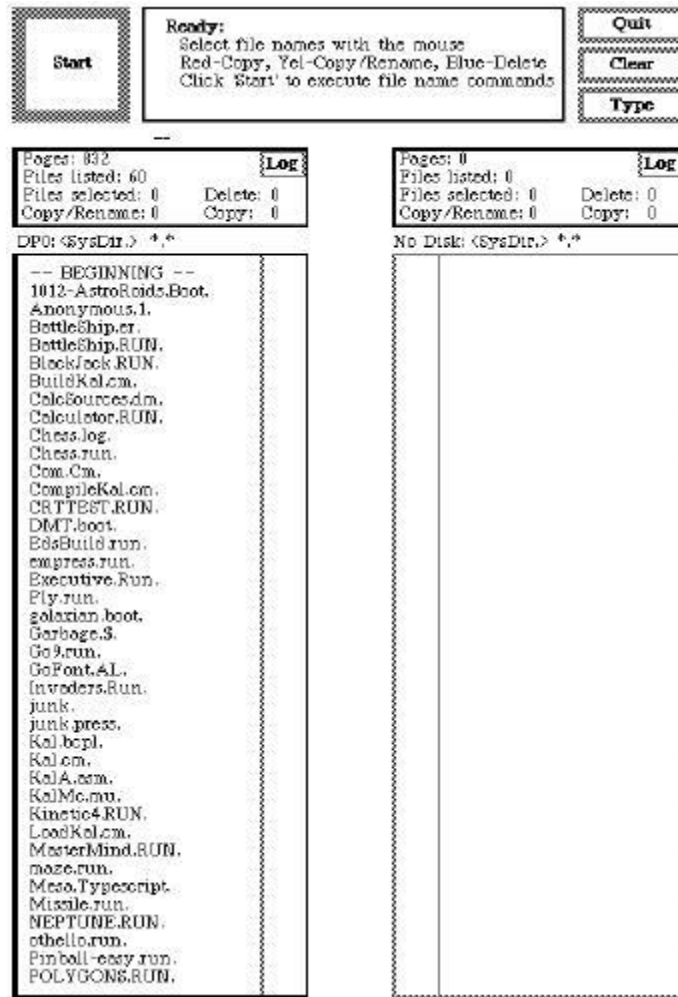 Start
Ready:
Select file names with the mouse
Red-Copy, Yel-Copy/Rename, Blue-Delete
Click 'Start' to execute file name commands
Quit
Clear
Type
--
Pages: 832
Log
Files listed: 60
Files selected: 0 Delete: 0
Copy/Rename: 0 Copy: 0
DP0: <SysDir.> *.*
-- BEGINNING --
1012-AstroRoids.Boot.
Anonymous.1.
BattleShip.er.
BattleShip.RUN.
BlackJack.RUN.
BuildKal.cm.
CalcSources.dm.
Calculator.RUN.
Chess.log.
Chess.run.
Com.Cm.
CompileKal.cm.
CRTTEST.RUN.
DMT.boot.
EdsBuild.run.
empress.run.
Executive.Run.
Fly.run.
galaxian.boot.
Garbage.$.
Go9.run.
GoFont.AL.
Invaders.Run.
junk.
junk.press.
Kal.bcpl.
Kal.cm.
KalA.asm.
KalMc.mu.
Kinetic4.RUN.
LoadKal.cm.
MasterMind.RUN.
maze.run.
Mesa.Typescript.
Missile.run.
NEPTUNE.RUN.
othello.run.
Pinball-easy.run.
POLYGONS.RUN.
Pages: 0
Log
Files listed: 0
Files selected: 0 Delete: 0
Copy/Rename: 0 Copy: 0
No Disk: <SysDir.> *.*